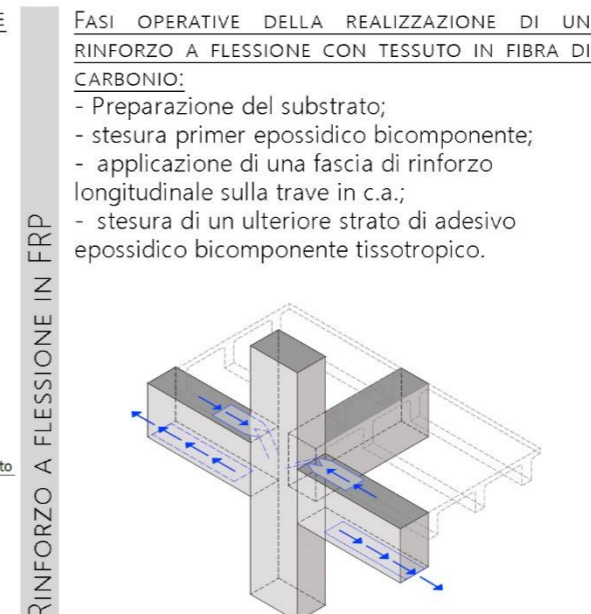 E
FASI OPERATIVE DELLA REALIZZAZIONE DI UN
RINFORZO A FLESSIONE CON TESSUTO IN FIBRA DI
CARBONIO:
- Preparazione del substrato;
- stesura primer epossidico bicomponente;
- applicazione di una fascia di rinforzo
longitudinale sulla trave in c.a.;
- stesura di un ulteriore strato di adesivo
epossidico bicomponente tissotropico.
RINFORZO A FLESSIONE IN FRP
to